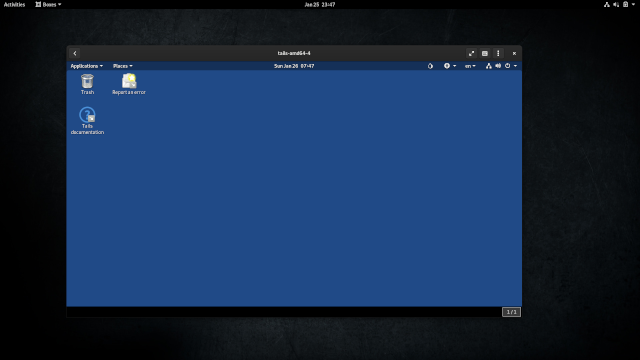 Activities Boxes Jan 25 23:47
tails-amd64-4
Applications Places Sun Jan 26 07:47 en
Trash Report an error
Tails
documentation
1 / 1